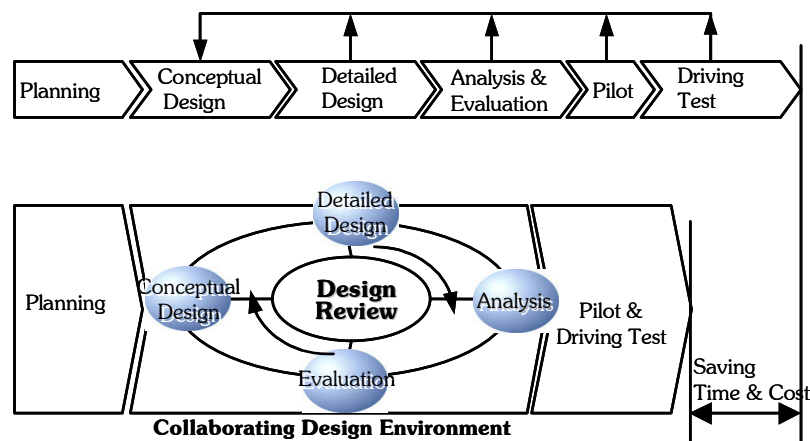 Planning
Conceptual
Design
Detailed
Design
Analysis &
Evaluation
Pilot
Driving
Test
Detailed
Design
Planning
Conceptual
Design
Design
Review
Analysis
Pilot &
Driving Test
Evaluation
Saving
Time & Cost
Collaborating Design Environment